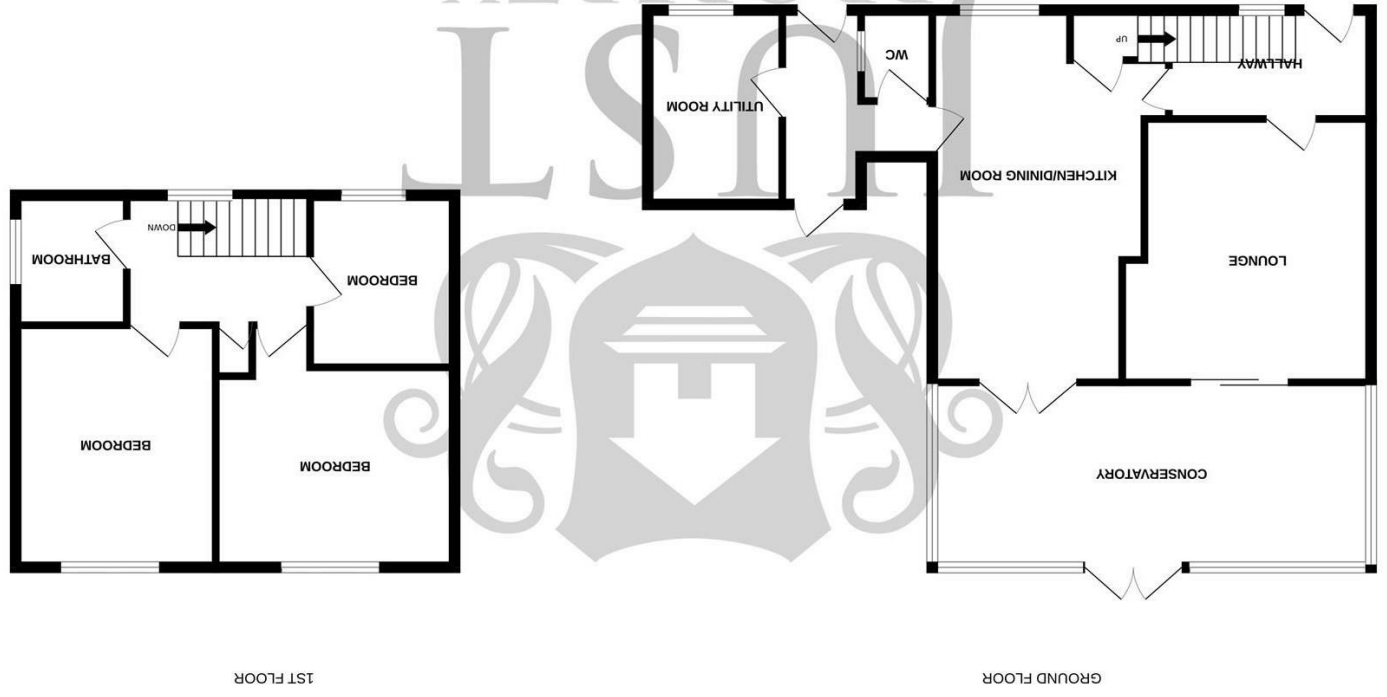 GROUND FLOOR
1ST FLOOR
CONSERVATORY
LOUNGE
KITCHEN/DINING ROOM
HALLWAY
UP
WC
UTILITY ROOM
BEDROOM
BEDROOM
BEDROOM
BATHROOM
DOWN
JUST